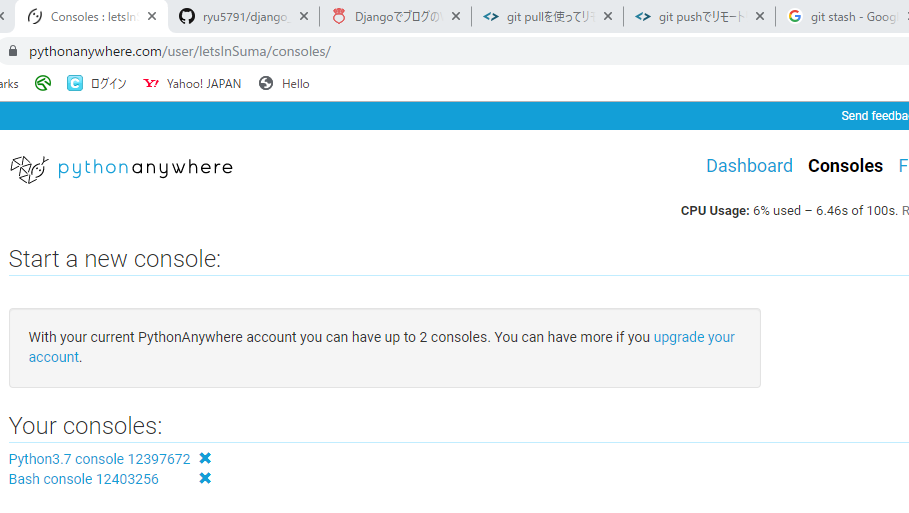 Consoles : letsIn
ryu5791/django_
Djangoでブログの
git pullを使ってリモ
git pushでリモート
git stash - Googl
pythonanywhere.com/user/letsInSuma/consoles/
arks
ログイン
Yahoo! JAPAN
Hello
Send feedba
pythonanywhere
Dashboard
Consoles
F
CPU Usage: 6% used – 6.46s of 100s. R
Start a new console:
With your current PythonAnywhere account you can have up to 2 consoles. You can have more if you upgrade your
account.
Your consoles:
Python3.7 console 12397672
Bash console 12403256